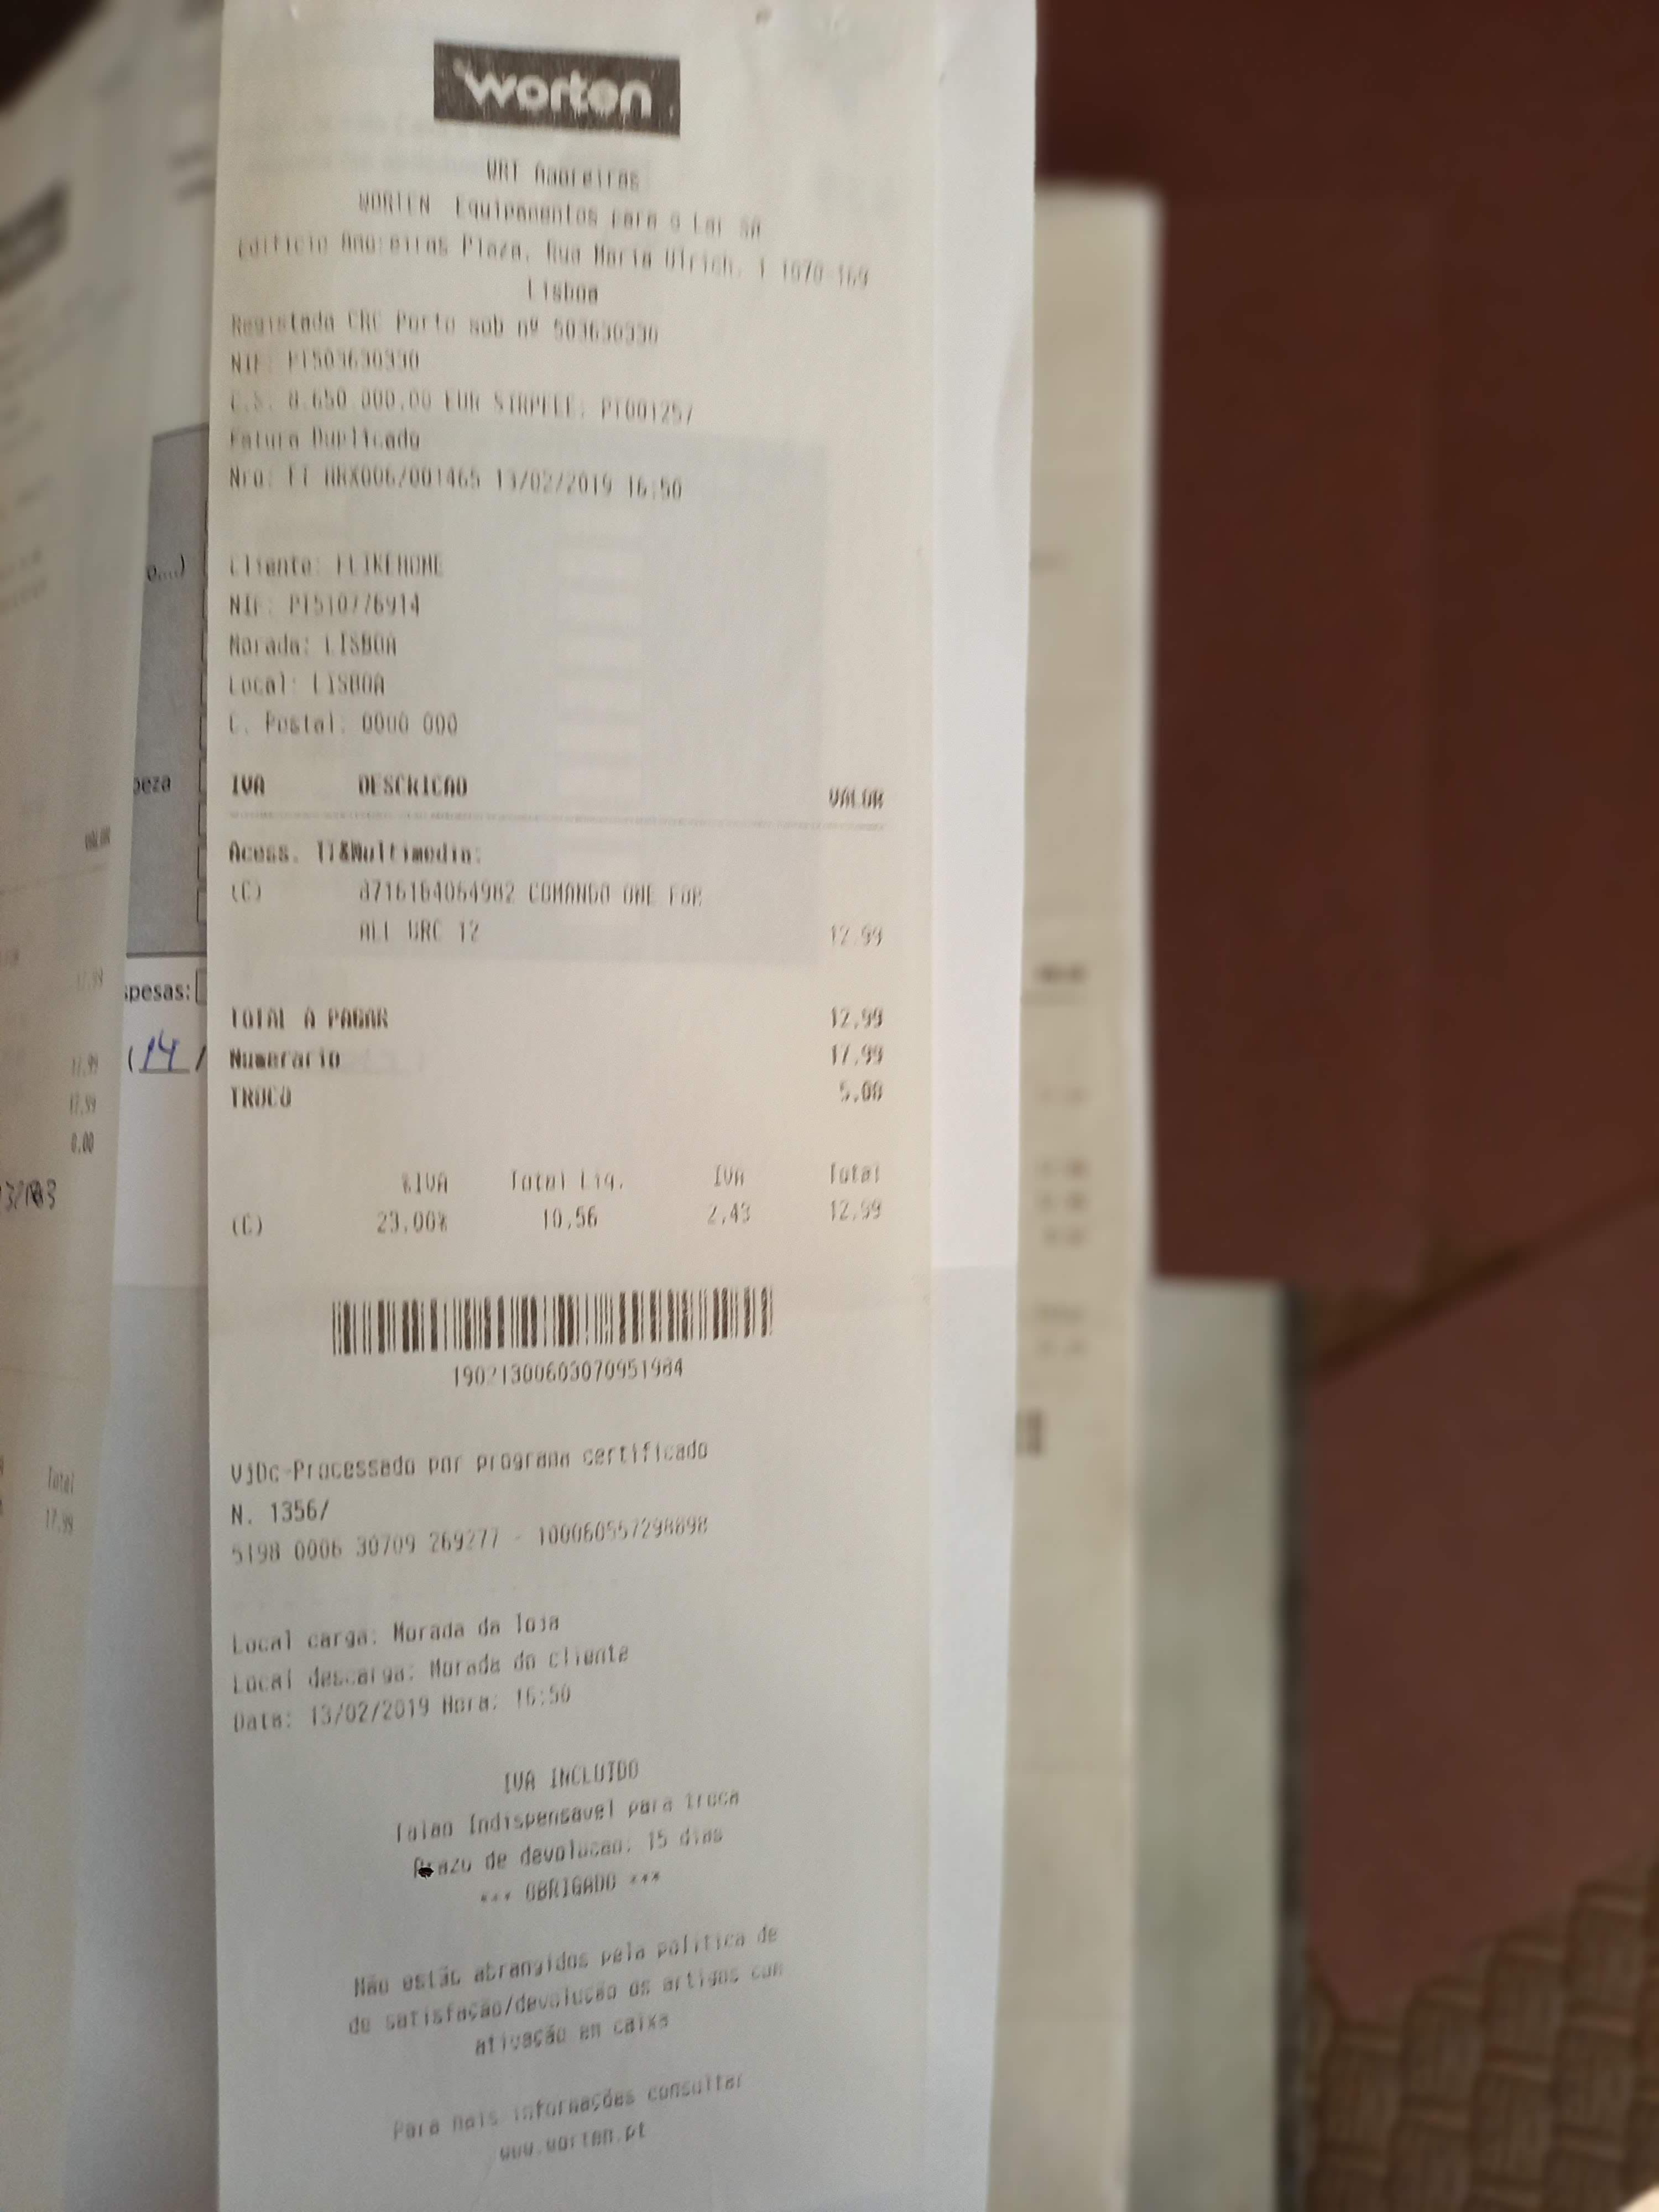 worten
WRT Amoreiras
WORTEN Equipamentos para o Lar SA
Edificio Amoreiras Plaza, Rua Maria Ulrich, 1 1070-169
Lisboa
Registada CRC Porto sob nº 503630330
NIF: PT503630330
C.S. 8.650.000,00 EUR SIRPEEE: PT001257
Fatura Duplicado
Nro: FT ARX006/001465 13/02/2019 16:50
Cliente: FLIKEHOME
NIF: PT510776914
Morada: LISBOA
Local: LISBOA
C. Postal: 0000 000
IVA DESCRICAO VALOR
Acess. TI&Multimedia:
(C) 8716164064982 COMANDO ONE FOR
ALL URC 12 12,99
TOTAL A PAGAR 12,99
Numerario 17,99
TROCO 5,00
%IVA Total Liq. IVA Total
(C) 23.00% 10,56 2,43 12,99
19021300603070951984
VjDc-Processado por programa certificado
N. 1356/
5198 0006 30709 269277 - 100060557298898
Local carga: Morada da loja
Local descarga: Morada do cliente
Data: 13/02/2019 Hora: 16:50
IVA INCLUIDO
Talao Indispensavel para troca
Prazo de devolucao: 15 dias
*** OBRIGADO ***
Não estão abrangidos pela politica de
de satisfação/devolução os artigos com
ativação em caixa
Para mais informações consultar
www.worten.pt
o...)
peza
spesas:
(14/
VALOR
17,99
17,99
17,99
0,00
Total
17,99